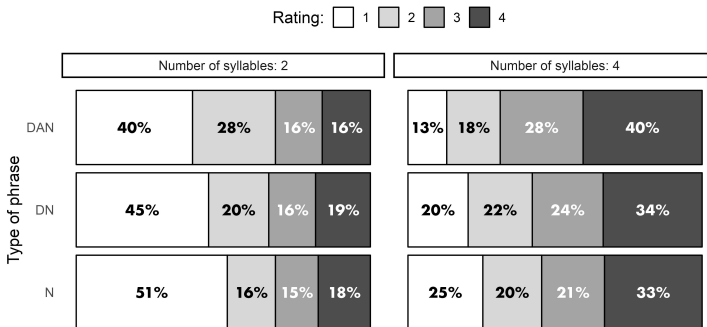 Rating: 1 2 3 4
Number of syllables: 2 Number of syllables: 4
Type of phrase
DAN 40% 28% 16% 16% 13% 18% 28% 40%
DN 45% 20% 16% 19% 20% 22% 24% 34%
N 51% 16% 15% 18% 25% 20% 21% 33%